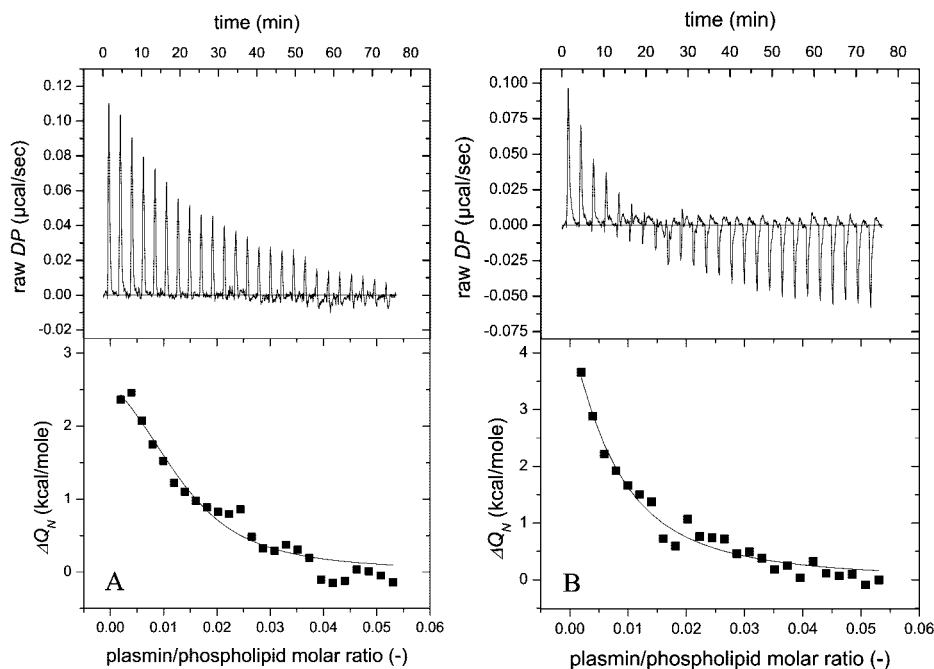 time (min)
0 10 20 30 40 50 60 70 80
0.12
0.10
0.08
0.06
0.04
0.02
0.00
-0.02
raw DP (µcal/sec)
3
2
1
0
ΔQN (kcal/mole)
A
0.00 0.01 0.02 0.03 0.04 0.05 0.06
plasmin/phospholipid molar ratio (-)
time (min)
0 10 20 30 40 50 60 70 80
0.100
0.075
0.050
0.025
0.000
-0.025
-0.050
-0.075
raw DP (µcal/sec)
4
3
2
1
0
ΔQN (kcal/mole)
B
0.00 0.01 0.02 0.03 0.04 0.05 0.06
plasmin/phospholipid molar ratio (-)